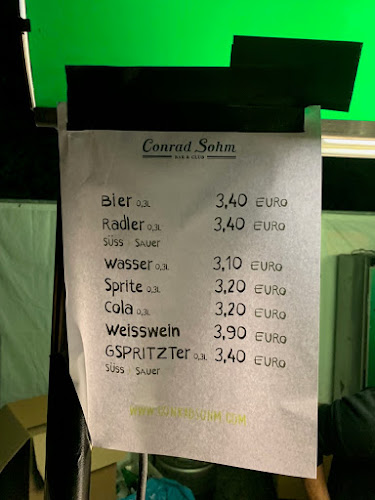 Conrad Sohm
BAR & CLUB
Bier 0,3L 3,40 EURO
Radler 0,3L 3,40 EURO
süss | sauer
Wasser 0,3L 3,10 EURO
Sprite 0,3L 3,20 EURO
Cola 0,3L 3,20 EURO
Weisswein 3,90 EURO
GSPRITZTer 0,3L 3,40 EURO
süss | sauer
WWW.CONRADSOHM.COM